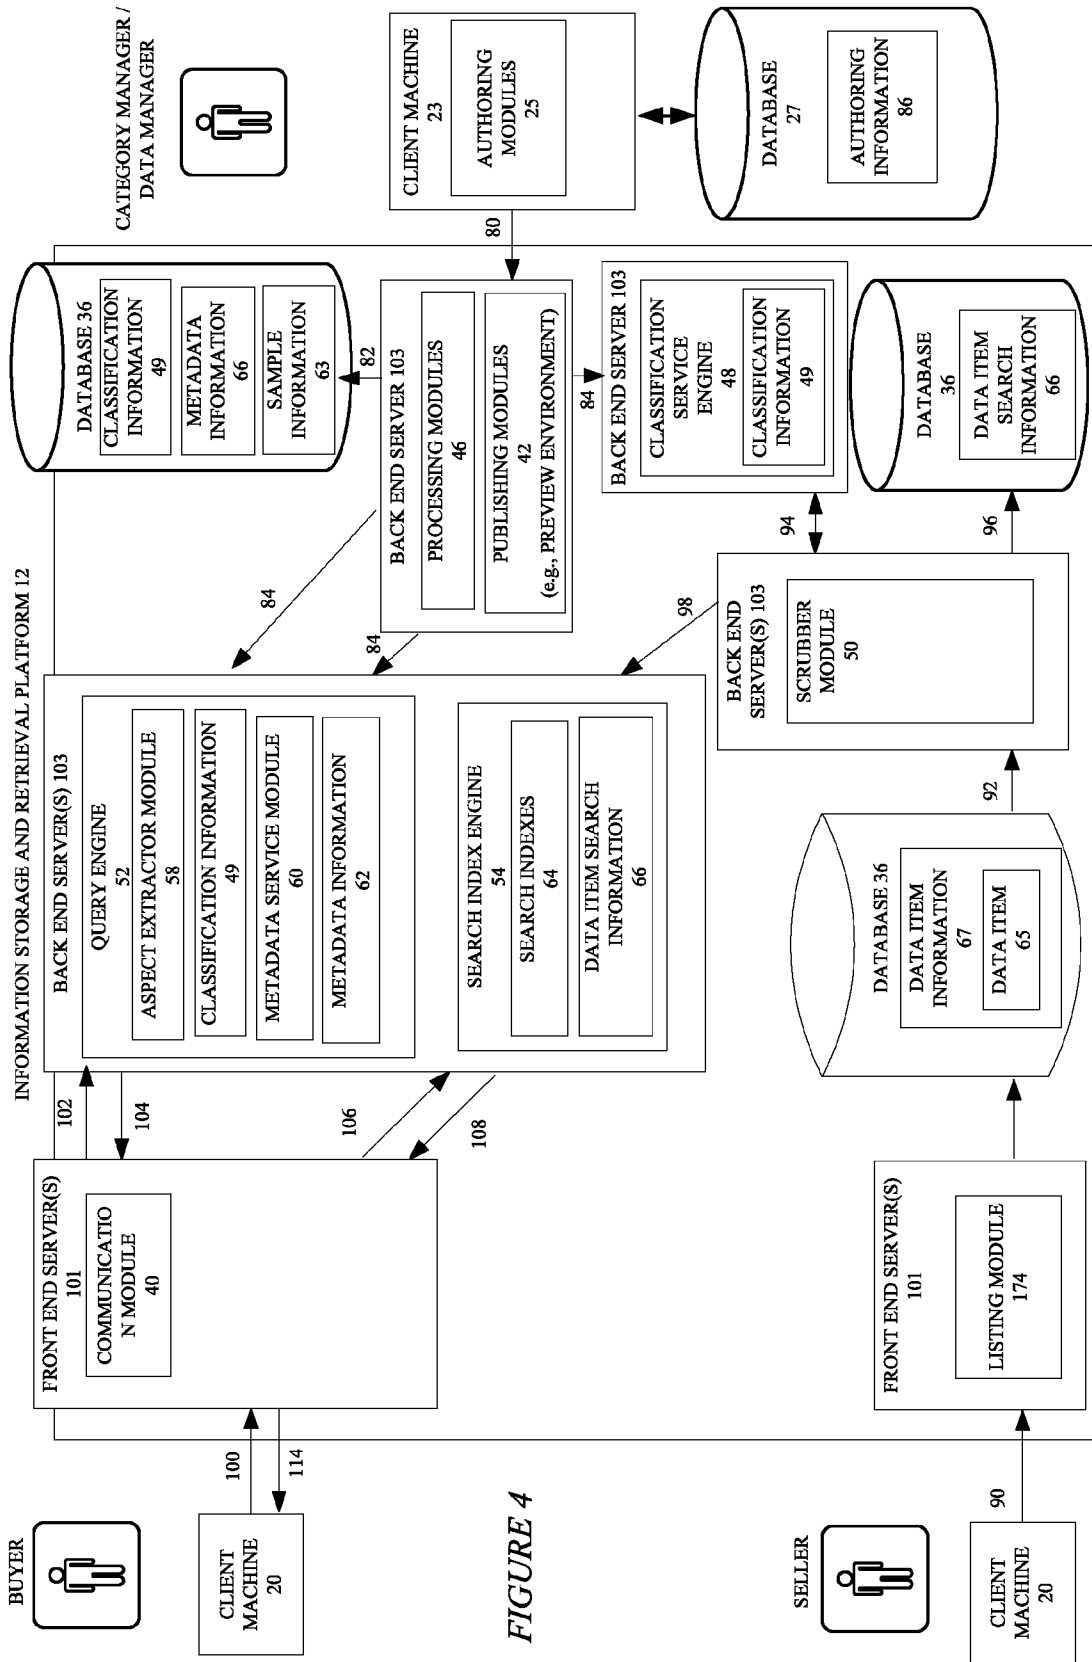 INFORMATION STORAGE AND RETRIEVAL PLATFORM 12
BUYER
CLIENT
MACHINE
20
100
114
FRONT END SERVER(S)
101
COMMUNICATIO
N MODULE
40
102
104
106
108
BACK END SERVER(S) 103
QUERY ENGINE
52
ASPECT EXTRACTOR MODULE
58
CLASSIFICATION INFORMATION
49
METADATA SERVICE MODULE
60
METADATA INFORMATION
62
SEARCH INDEX ENGINE
54
SEARCH INDEXES
64
DATA ITEM SEARCH
INFORMATION
66
84
84
98
DATABASE 36
CLASSIFICATION
INFORMATION
49
METADATA
INFORMATION
66
SAMPLE
INFORMATION
63
82
BACK END SERVER 103
PROCESSING MODULES
46
PUBLISHING MODULES
42
(e.g., PREVIEW ENVIRONMENT)
80
84
BACK END SERVER 103
CLASSIFICATION
SERVICE
ENGINE
48
CLASSIFICATION
INFORMATION
49
CATEGORY MANAGER /
DATA MANAGER
CLIENT MACHINE
23
AUTHORING
MODULES
25
DATABASE
27
AUTHORING
INFORMATION
86
SELLER
CLIENT
MACHINE
20
90
FRONT END SERVER(S)
101
LISTING MODULE
174
DATABASE 36
DATA ITEM
INFORMATION
67
DATA ITEM
65
92
BACK END
SERVER(S) 103
SCRUBBER
MODULE
50
94
96
DATABASE
36
DATA ITEM
SEARCH
INFORMATION
66
FIGURE 4